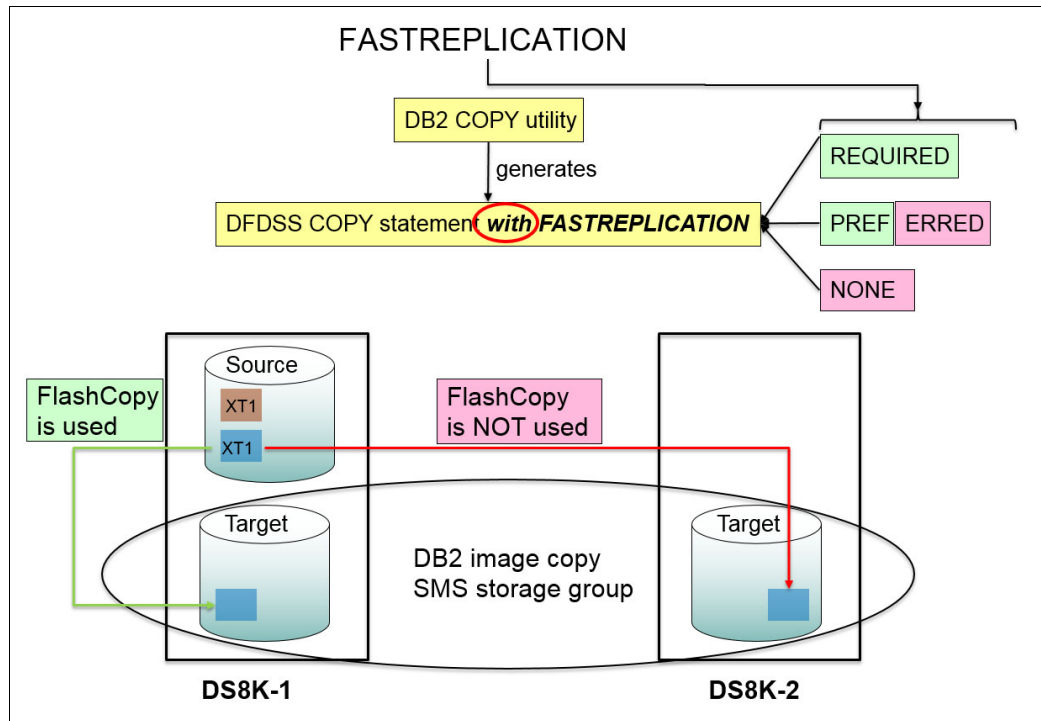 FASTREPLICATION
DB2 COPY utility
generates
DFDSS COPY statement with FASTREPLICATION
REQUIRED
PREF ERRED
NONE
Source
XT1
XT1
FlashCopy
is used
FlashCopy
is NOT used
Target
DB2 image copy
SMS storage group
Target
DS8K-1
DS8K-2